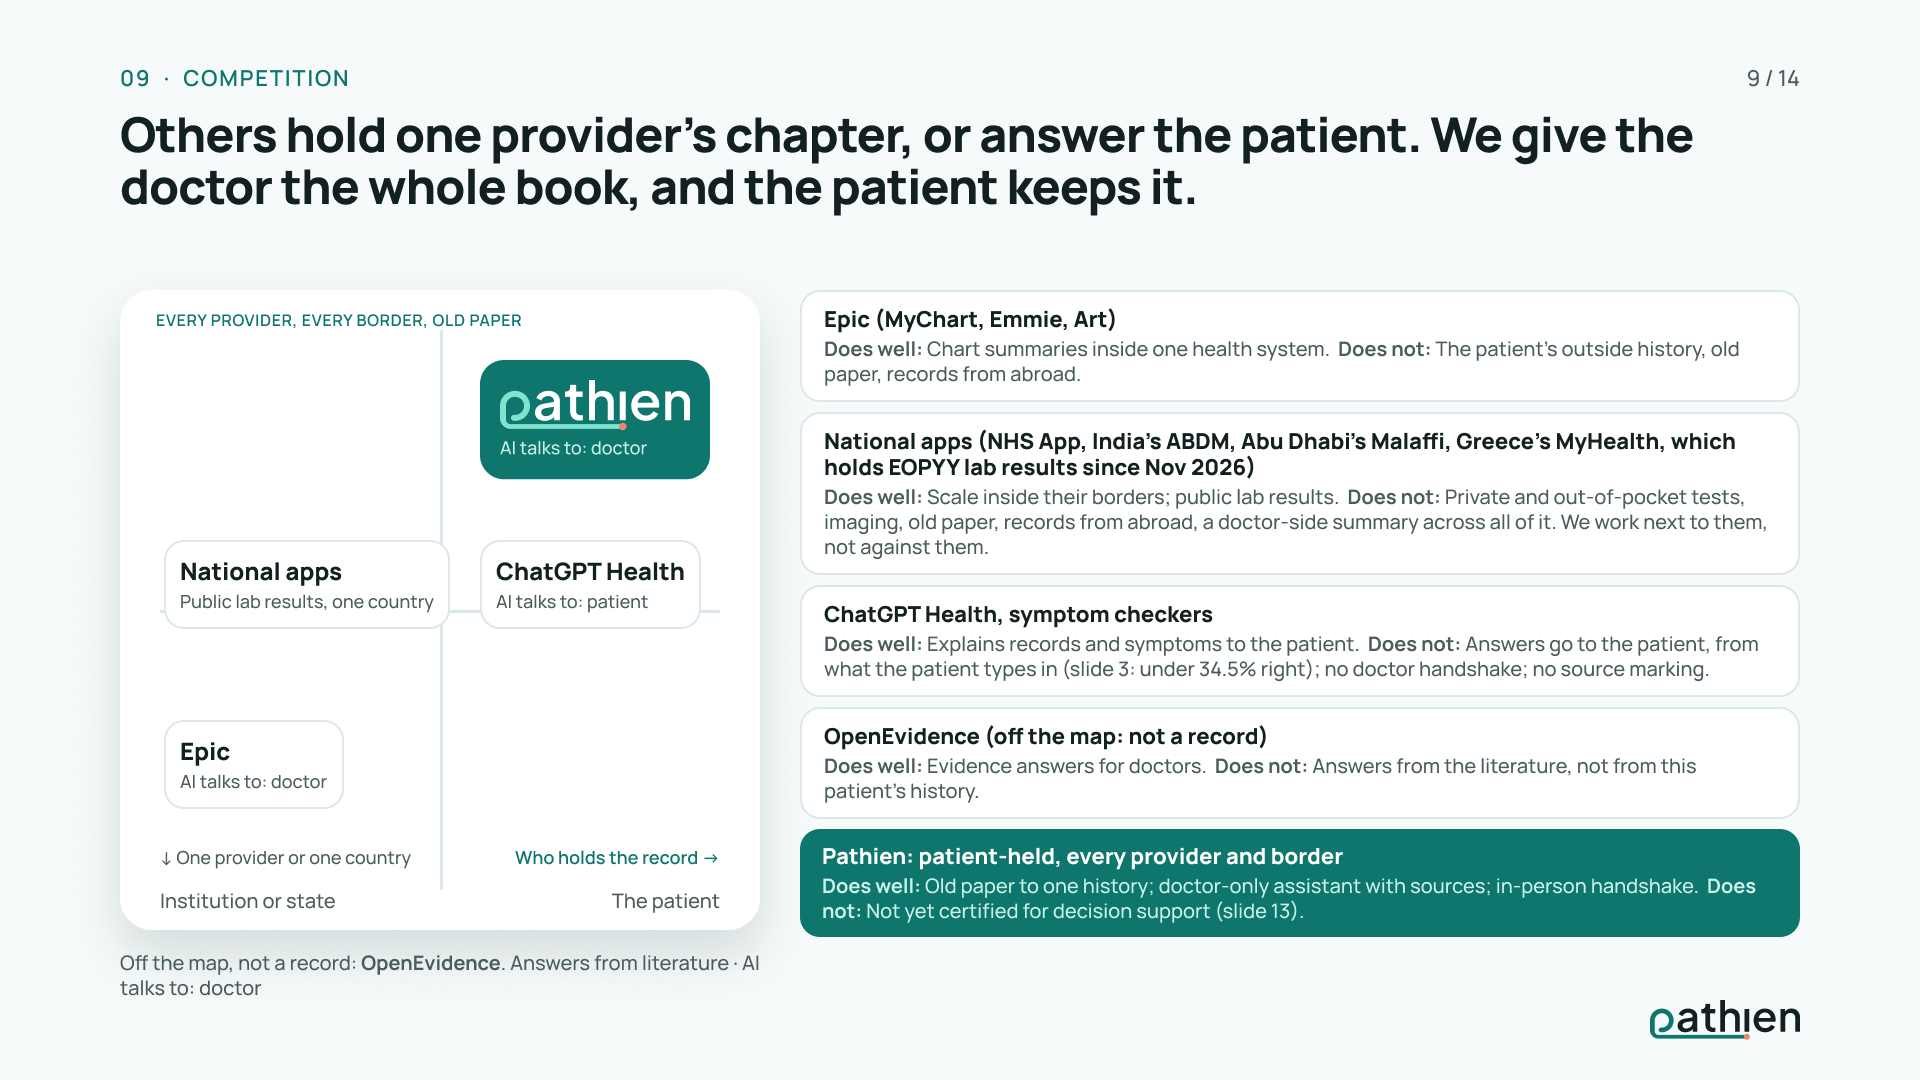 09 · COMPETITION
9 / 14
Others hold one provider’s chapter, or answer the patient. We give the
doctor the whole book, and the patient keeps it.
EVERY PROVIDER, EVERY BORDER, OLD PAPER
pathien
AI talks to: doctor
National apps
Public lab results, one country
ChatGPT Health
AI talks to: patient
Epic
AI talks to: doctor
↓ One provider or one country
Who holds the record →
Institution or state
The patient
Off the map, not a record: OpenEvidence. Answers from literature · AI
talks to: doctor
Epic (MyChart, Emmie, Art)
Does well: Chart summaries inside one health system. Does not: The patient’s outside history, old
paper, records from abroad.
National apps (NHS App, India’s ABDM, Abu Dhabi’s Malaffi, Greece’s MyHealth, which
holds EOPYY lab results since Nov 2026)
Does well: Scale inside their borders; public lab results. Does not: Private and out-of-pocket tests,
imaging, old paper, records from abroad, a doctor-side summary across all of it. We work next to them,
not against them.
ChatGPT Health, symptom checkers
Does well: Explains records and symptoms to the patient. Does not: Answers go to the patient, from
what the patient types in (slide 3: under 34.5% right); no doctor handshake; no source marking.
OpenEvidence (off the map: not a record)
Does well: Evidence answers for doctors. Does not: Answers from the literature, not from this
patient’s history.
Pathien: patient-held, every provider and border
Does well: Old paper to one history; doctor-only assistant with sources; in-person handshake. Does
not: Not yet certified for decision support (slide 13).
pathien